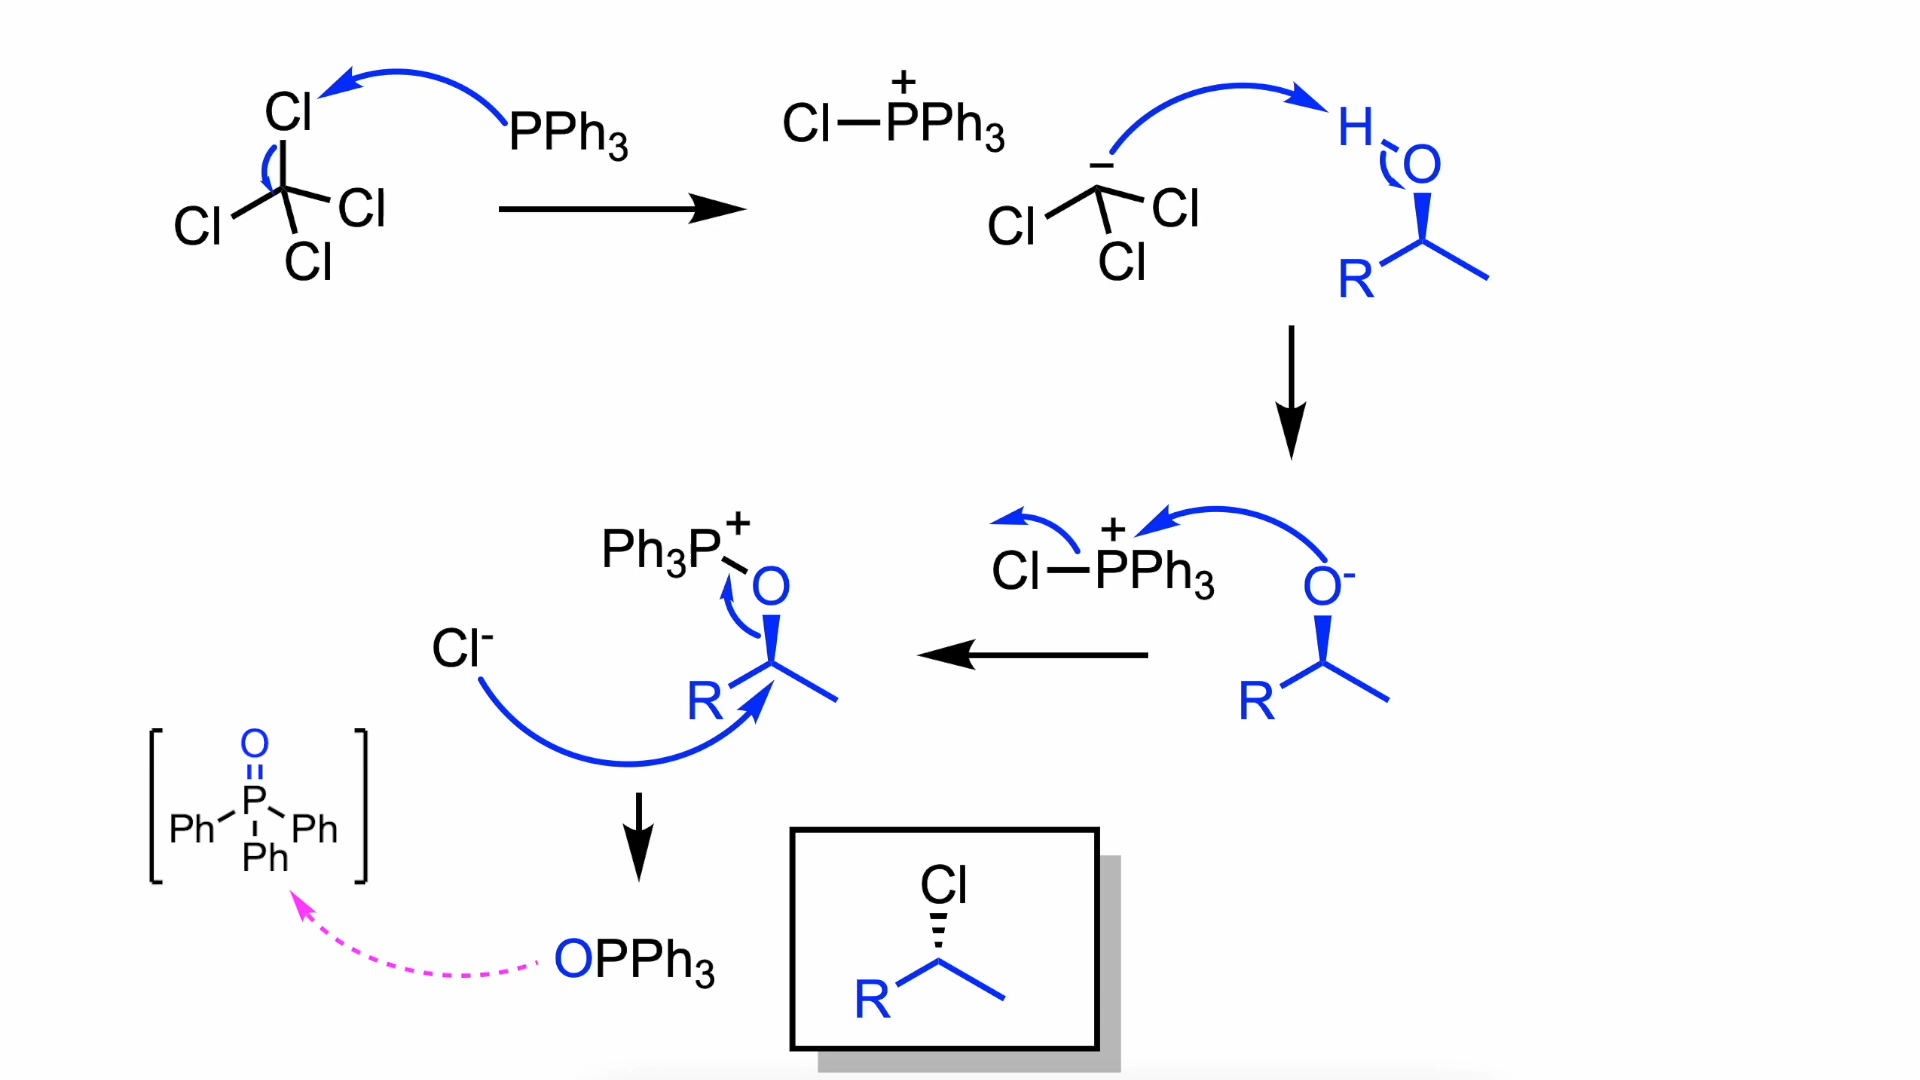 Cl
Cl
Cl
Cl
PPh3
Cl—PPh3
+
−
Cl
Cl
Cl
H
O
R
Ph3P
+
O
R
Cl-
Cl—PPh3
+
O-
R
O
P
Ph
Ph
Ph
OPPh3
Cl
R